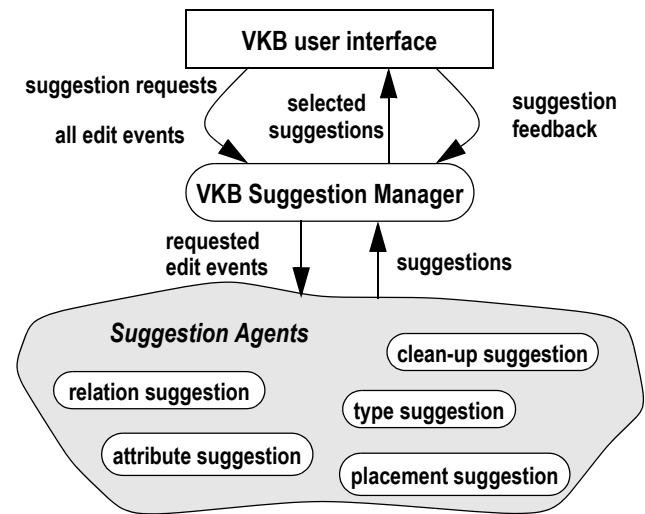 VKB user interface
suggestion requests
all edit events
selected
suggestions
suggestion
feedback
VKB Suggestion Manager
requested
edit events
suggestions
Suggestion Agents
clean-up suggestion
relation suggestion
type suggestion
attribute suggestion
placement suggestion